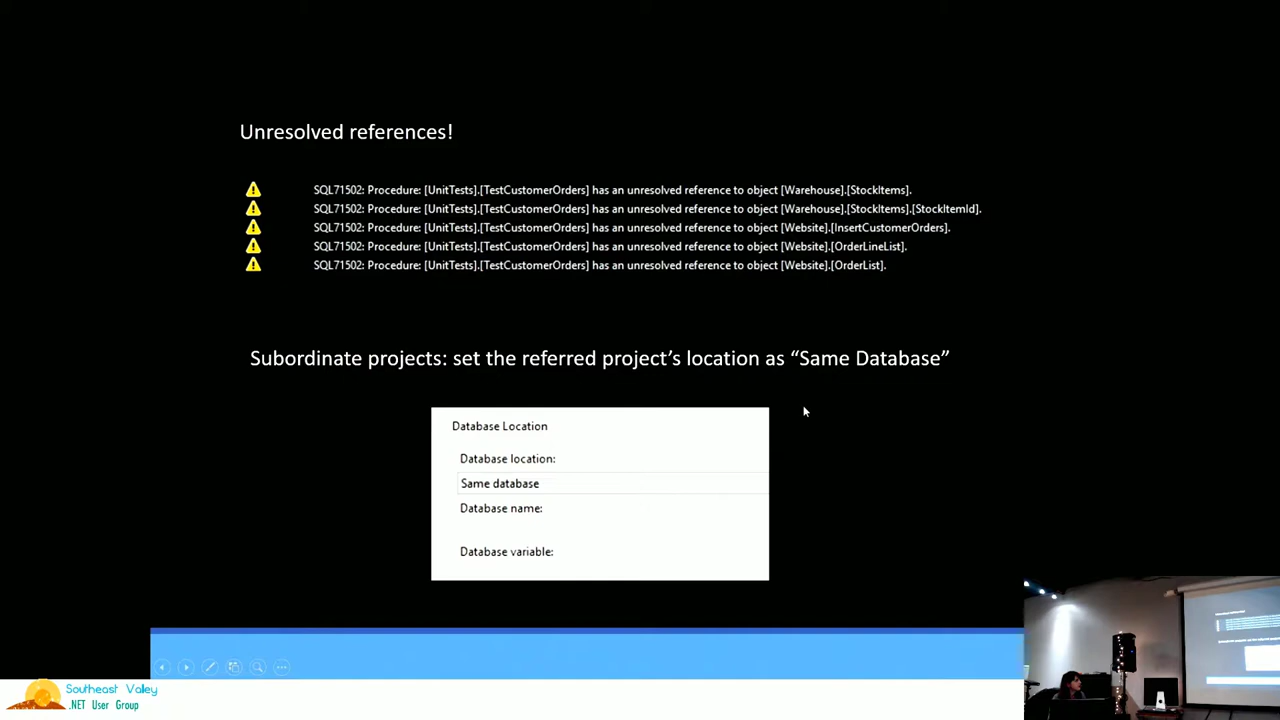 Unresolved references!
SQL71502: Procedure: [UnitTests].[TestCustomerOrders] has an unresolved reference to object [Warehouse].[StockItems].
SQL71502: Procedure: [UnitTests].[TestCustomerOrders] has an unresolved reference to object [Warehouse].[StockItems].[StockItemId].
SQL71502: Procedure: [UnitTests].[TestCustomerOrders] has an unresolved reference to object [Website].[InsertCustomerOrders].
SQL71502: Procedure: [UnitTests].[TestCustomerOrders] has an unresolved reference to object [Website].[OrderLineList].
SQL71502: Procedure: [UnitTests].[TestCustomerOrders] has an unresolved reference to object [Website].[OrderList].
Subordinate projects: set the referred project’s location as “Same Database”
Database Location
Database location:
Same database
Database name:
Database variable:
Southeast Valley
.NET User Group